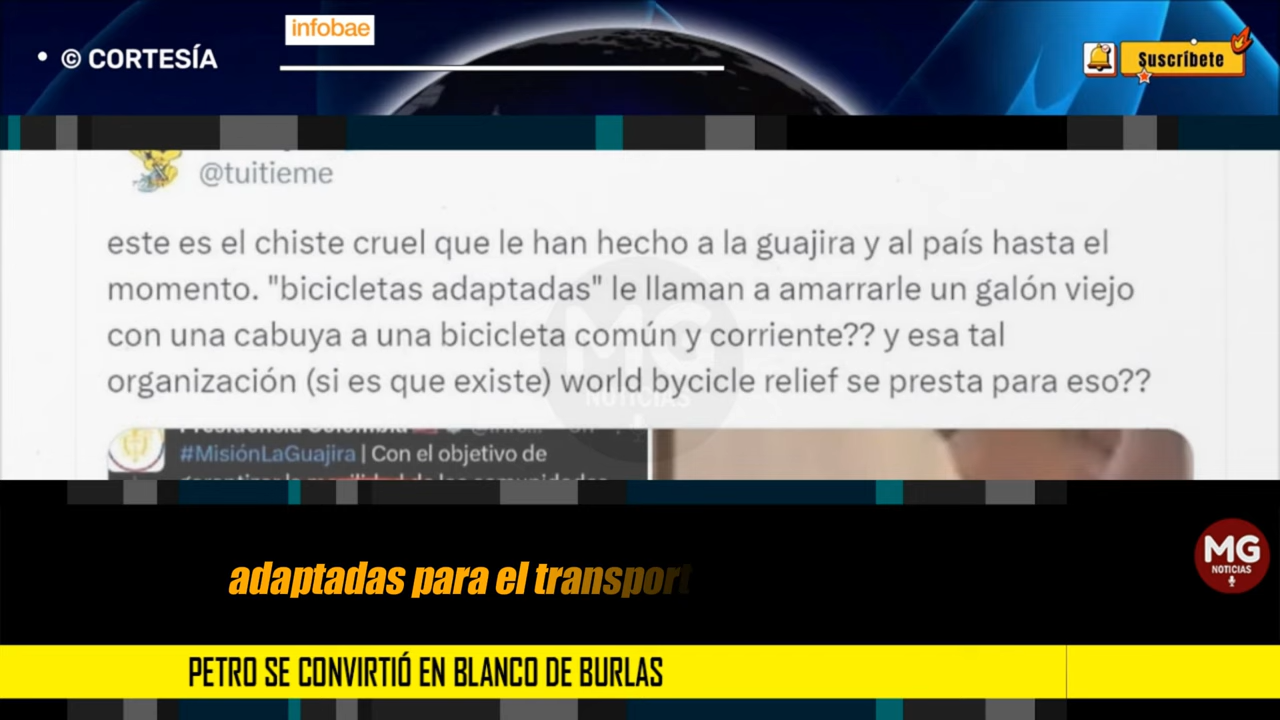 infobae
• © CORTESÍA
Suscríbete
@tuitieme
este es el chiste cruel que le han hecho a la guajira y al país hasta el
momento. "bicicletas adaptadas" le llaman a amarrarle un galón viejo
con una cabuya a una bicicleta común y corriente?? y esa tal
organización (si es que existe) world bycicle relief se presta para eso??
MG
NOTICIAS
#MisiónLaGuajira | Con el objetivo de
adaptadas para el transport
MG
NOTICIAS
PETRO SE CONVIRTIÓ EN BLANCO DE BURLAS